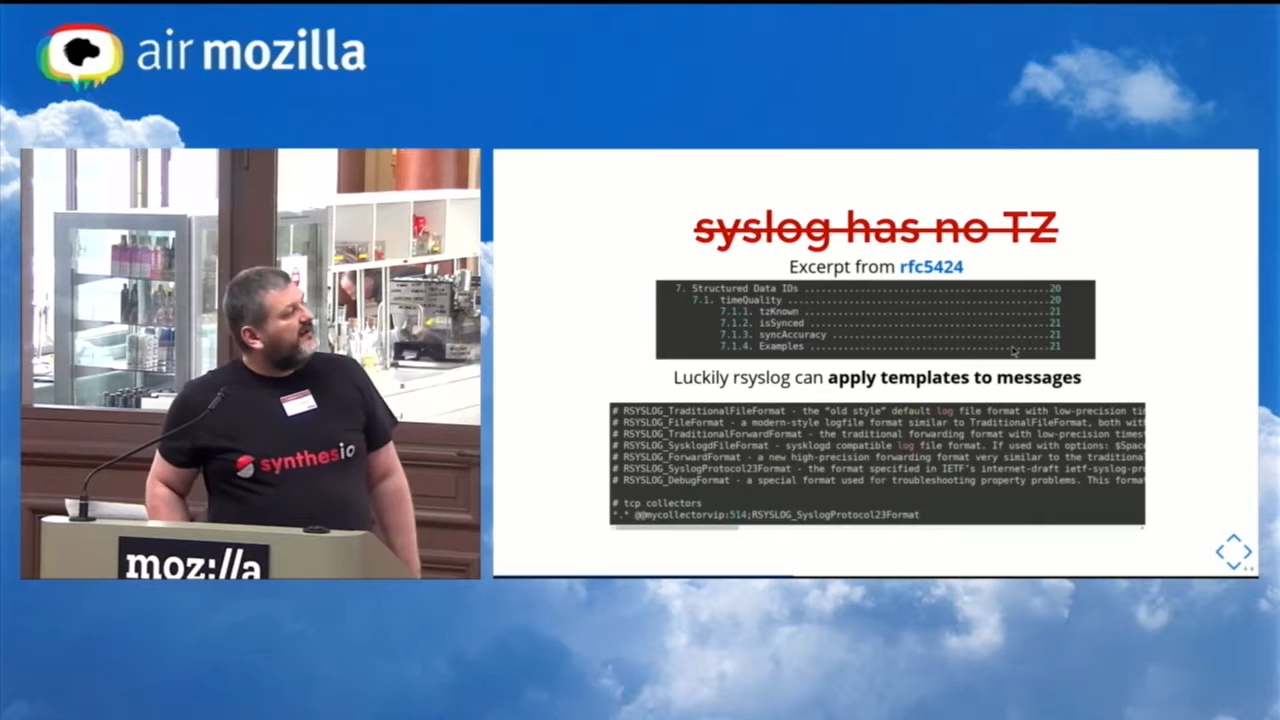 air mozilla
synthesio
moz://a
syslog has no TZ
Excerpt from rfc5424
7. Structured Data IDs ............................................20
7.1. timeQuality ...............................................20
7.1.1. tzKnown .............................................21
7.1.2. isSynced ............................................21
7.1.3. syncAccuracy ........................................21
7.1.4. Examples ............................................21
Luckily rsyslog can apply templates to messages
# RSYSLOG_TraditionalFileFormat - the "old style" default log file format with low-precision tim
# RSYSLOG_FileFormat - a modern-style logfile format similar to TraditionalFileFormat, both with
# RSYSLOG_TraditionalForwardFormat - the traditional forwarding format with low-precision timest
# RSYSLOG_SysklogdFileFormat - sysklogd compatible log file format. If used with options: $Space
# RSYSLOG_ForwardFormat - a new high-precision forwarding format very similar to the traditional
# RSYSLOG_SyslogProtocol23Format - the format specified in IETF's internet-draft ietf-syslog-pro
# RSYSLOG_DebugFormat - a special format used for troubleshooting property problems. This format
# tcp collectors
*.* @@mycollectorvip:514;RSYSLOG_SyslogProtocol23Format